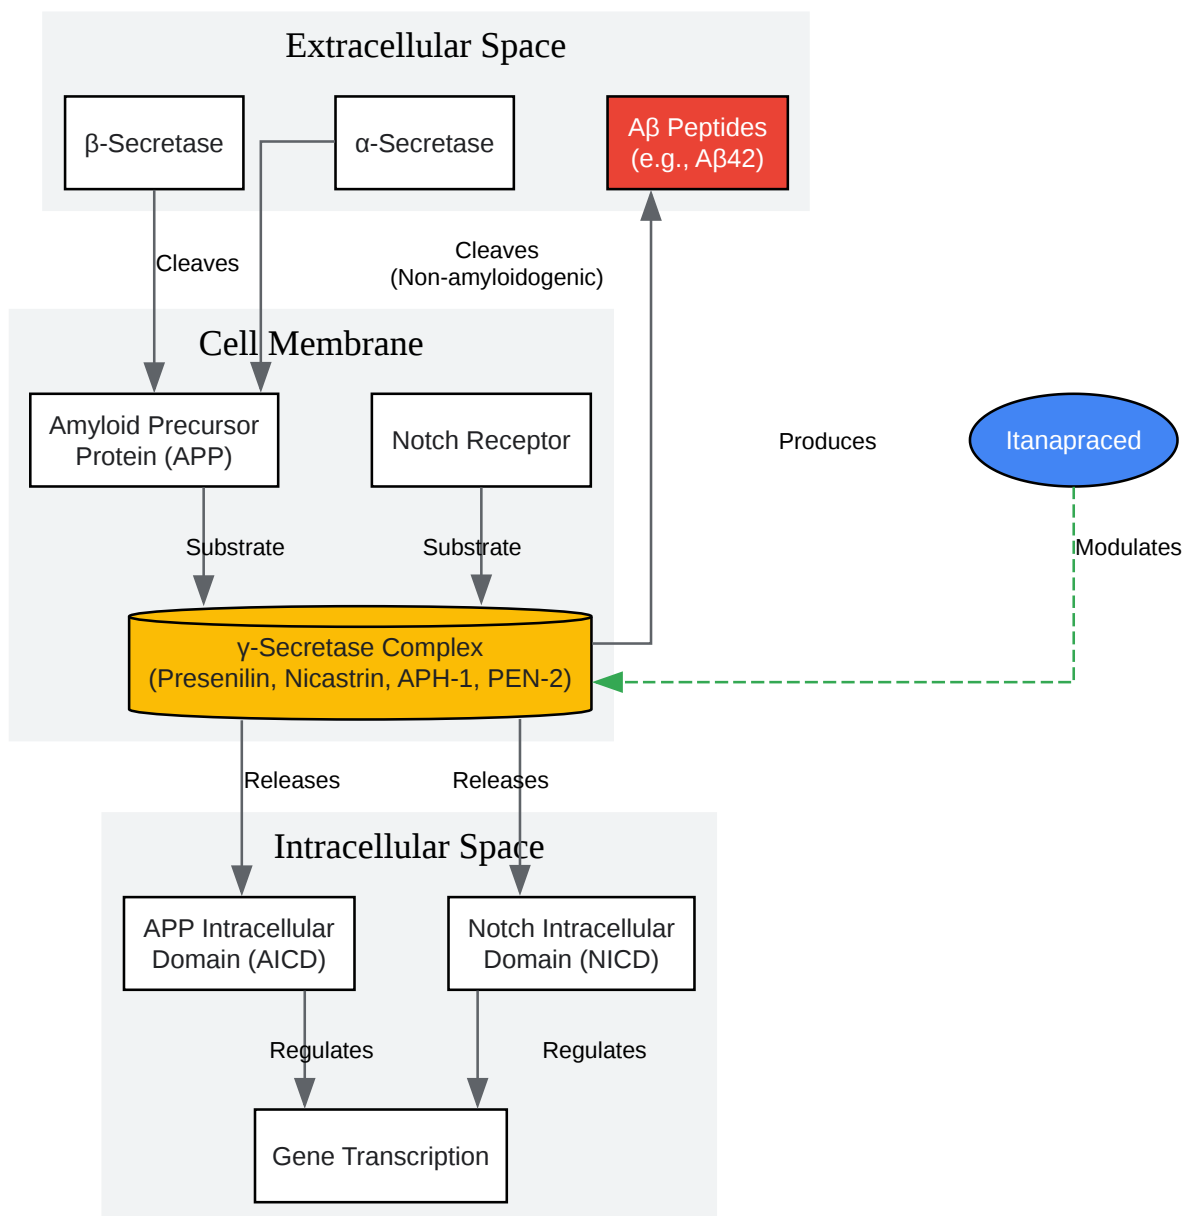 Extracellular Space
β-Secretase
α-Secretase
Aβ Peptides
(e.g., Aβ42)
Cleaves
Cleaves
(Non-amyloidogenic)
Cell Membrane
Amyloid Precursor
Protein (APP)
Notch Receptor
Produces
Itanapraced
Substrate
Substrate
Modulates
γ-Secretase Complex
(Presenilin, Nicastrin, APH-1, PEN-2)
Releases
Releases
Intracellular Space
APP Intracellular
Domain (AICD)
Notch Intracellular
Domain (NICD)
Regulates
Regulates
Gene Transcription